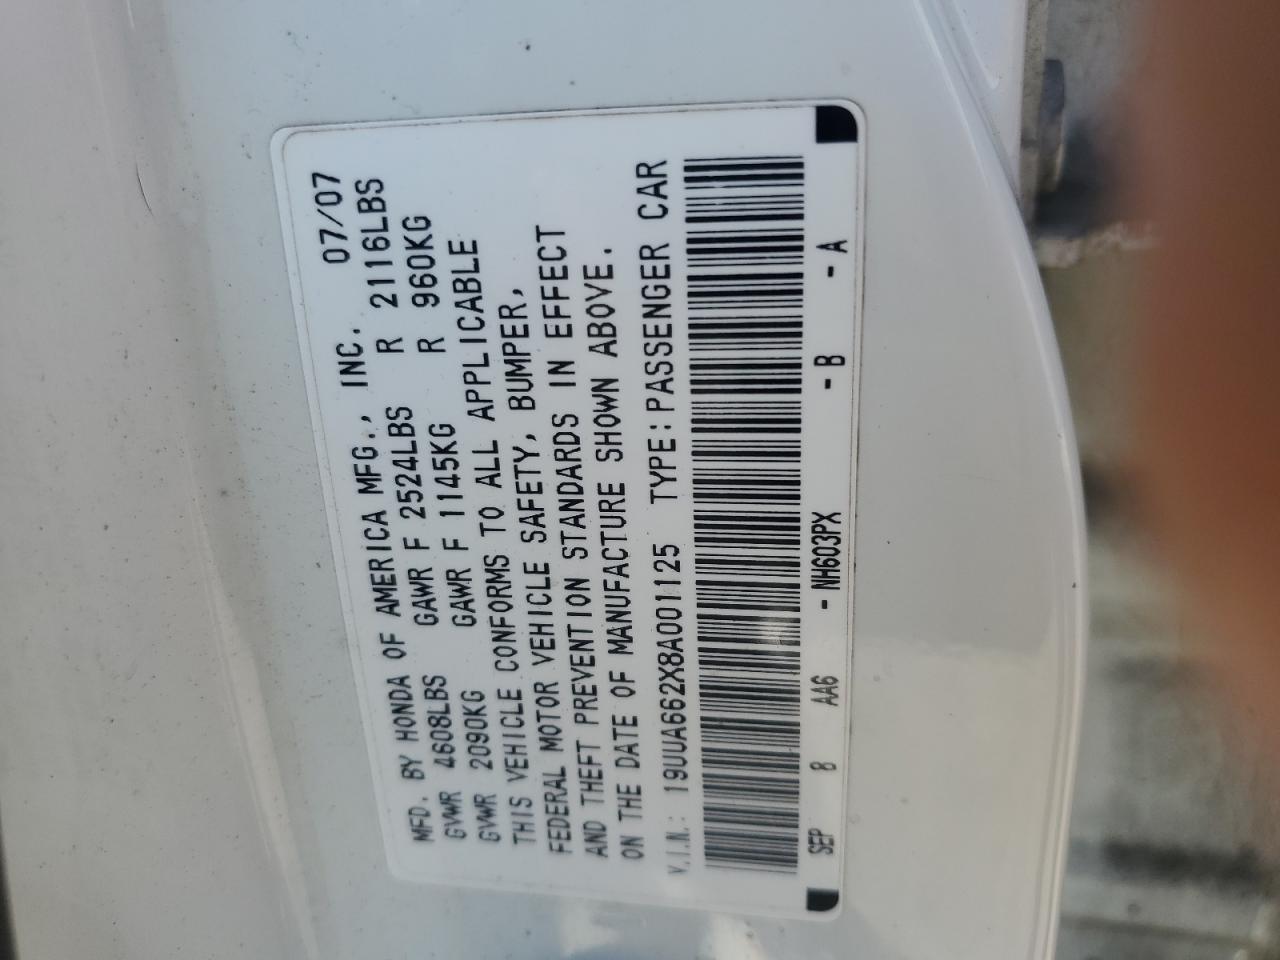 MFD. BY HONDA OF AMERICA MFG., INC. 07/07
GVWR 4608LBS GAWR F 2524LBS R 2116LBS
GVWR 2090KG GAWR F 1145KG R 960KG
THIS VEHICLE CONFORMS TO ALL APPLICABLE
FEDERAL MOTOR VEHICLE SAFETY, BUMPER,
AND THEFT PREVENTION STANDARDS IN EFFECT
ON THE DATE OF MANUFACTURE SHOWN ABOVE.
V.I.N.: 19UUA662X8A001125 TYPE:PASSENGER CAR
SEP 8 AA6 - NH603PX - B - A